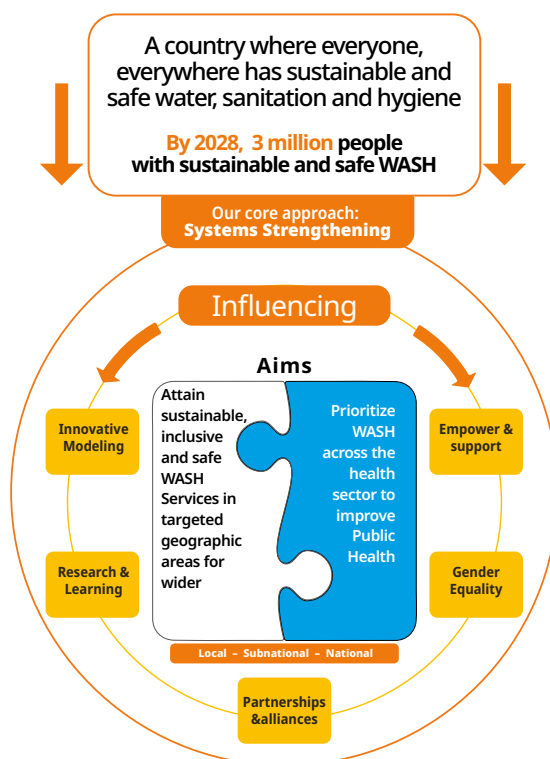 A country where everyone,
everywhere has sustainable and
safe water, sanitation and hygiene
By 2028, 3 million people
with sustainable and safe WASH
Our core approach:
Systems Strengthening
Influencing
Aims
Attain
sustainable,
inclusive
and safe
WASH
Services in
targeted
geographic
areas for
wider
Prioritize
WASH
across the
health
sector to
improve
Public
Health
Innovative
Modeling
Empower &
support
Research &
Learning
Gender
Equality
Local – Subnational – National
Partnerships
&alliances